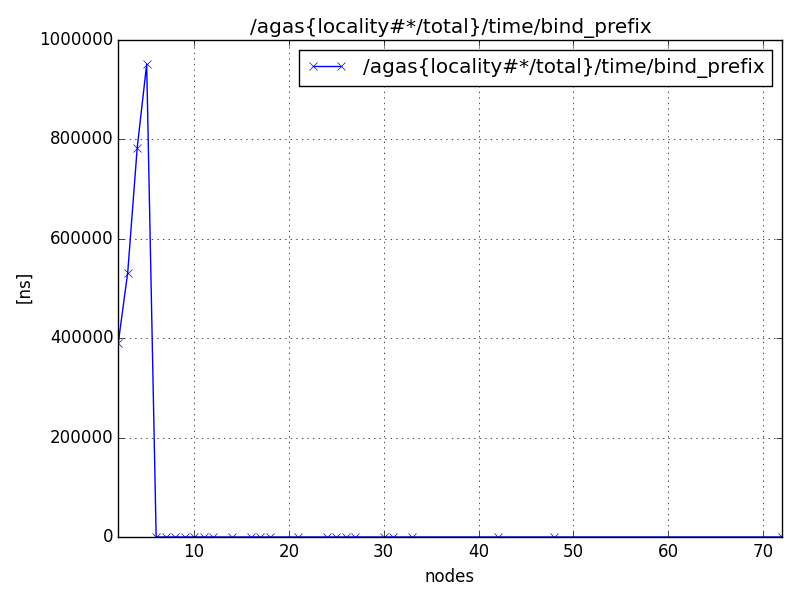 /agas{locality#*/total}/time/bind_prefix
/agas{locality#*/total}/time/bind_prefix
1000000
800000
600000
400000
200000
0
[ns]
10 20 30 40 50 60 70
nodes